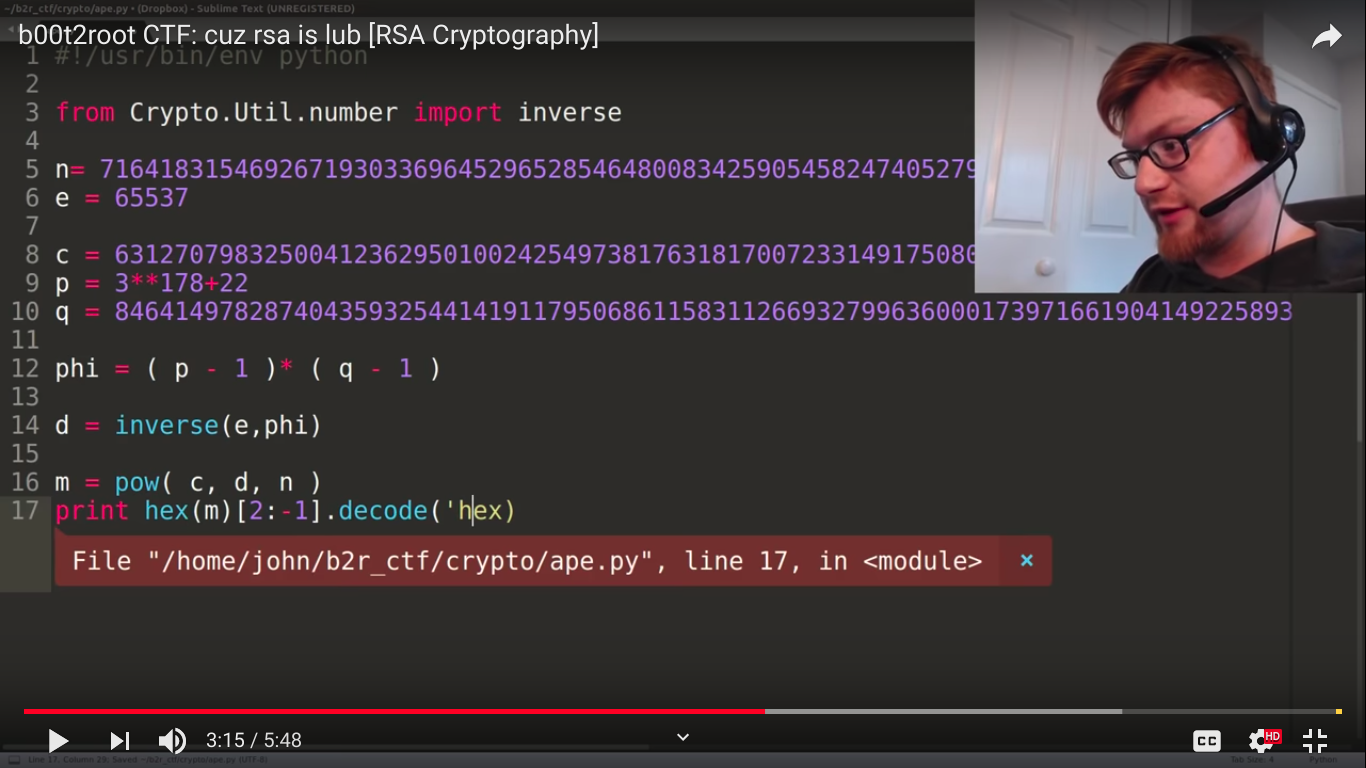 ~/b2r_ctf/crypto/ape.py • (Dropbox) - Sublime Text (UNREGISTERED)
b00t2root CTF: cuz rsa is lub [RSA Cryptography]
1 #!/usr/bin/env python
2
3 from Crypto.Util.number import inverse
4
5 n= 71641831546926719303369645296528546480083425905458247405279
6 e = 65537
7
8 c = 6312707983250041236295010024254973817631817007233149175080
9 p = 3**178+22
10 q = 84641497828740435932544141911795068611583112669327996360001739716619041492258​93
11
12 phi = ( p - 1 )* ( q - 1 )
13
14 d = inverse(e,phi)
15
16 m = pow( c, d, n )
17 print hex(m)[2:-1].decode('hex)
File "/home/john/b2r_ctf/crypto/ape.py", line 17, in <module> ×
3:15 / 5:48
CC
HD
Line 17, Column 28; Saved ~/b2r_ctf/crypto/ape.py (UTF-8)
Tab Size: 4
Python